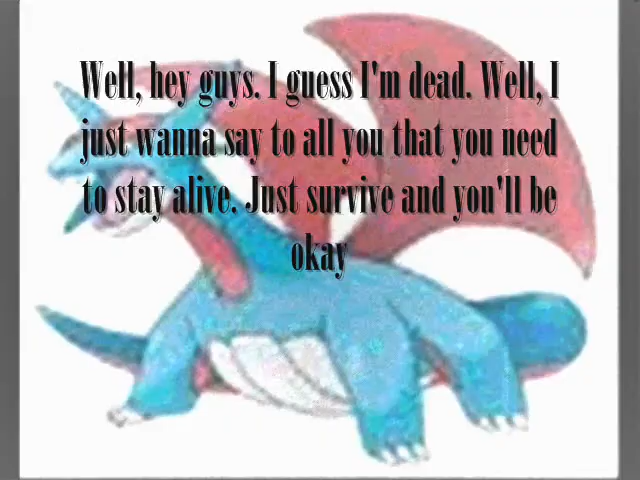 Well, hey guys. I guess I'm dead. Well, I
just wanna say to all you that you need
to stay alive. Just survive and you'll be
okay